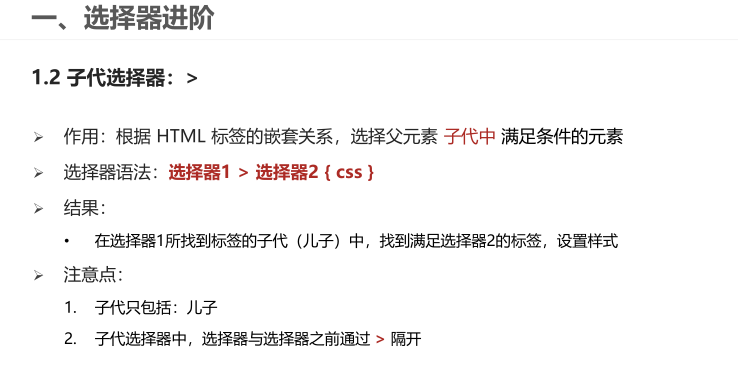 一、选择器进阶
1.2 子代选择器：>
➢ 作用：根据 HTML 标签的嵌套关系，选择父元素 子代中 满足条件的元素
➢ 选择器语法：选择器1 > 选择器2 { css }
➢ 结果：
• 在选择器1所找到标签的子代（儿子）中，找到满足选择器2的标签，设置样式
➢ 注意点：
1. 子代只包括：儿子
2. 子代选择器中，选择器与选择器之前通过 > 隔开